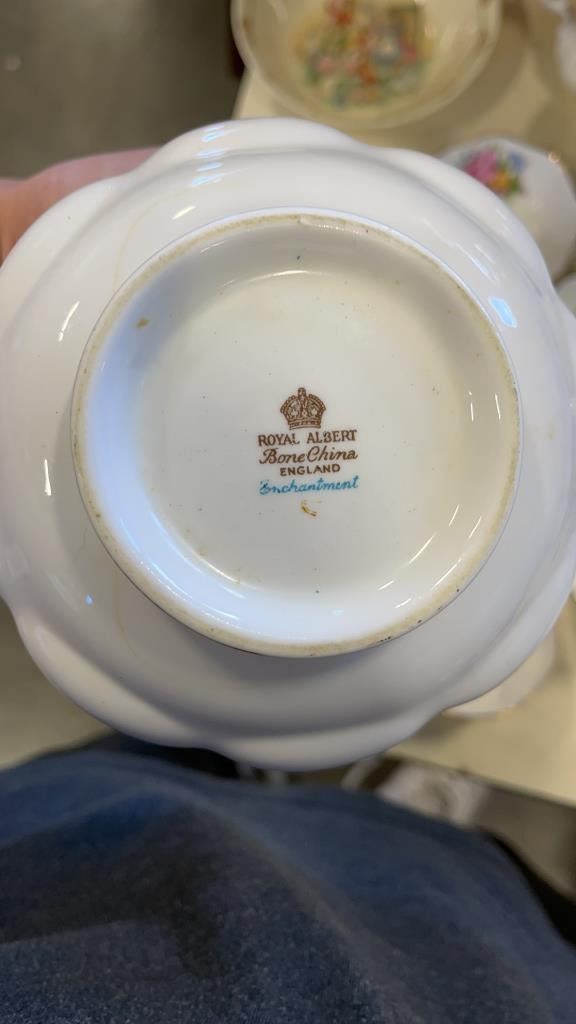 ROYAL ALBERT
Bone China
ENGLAND
Enchantment